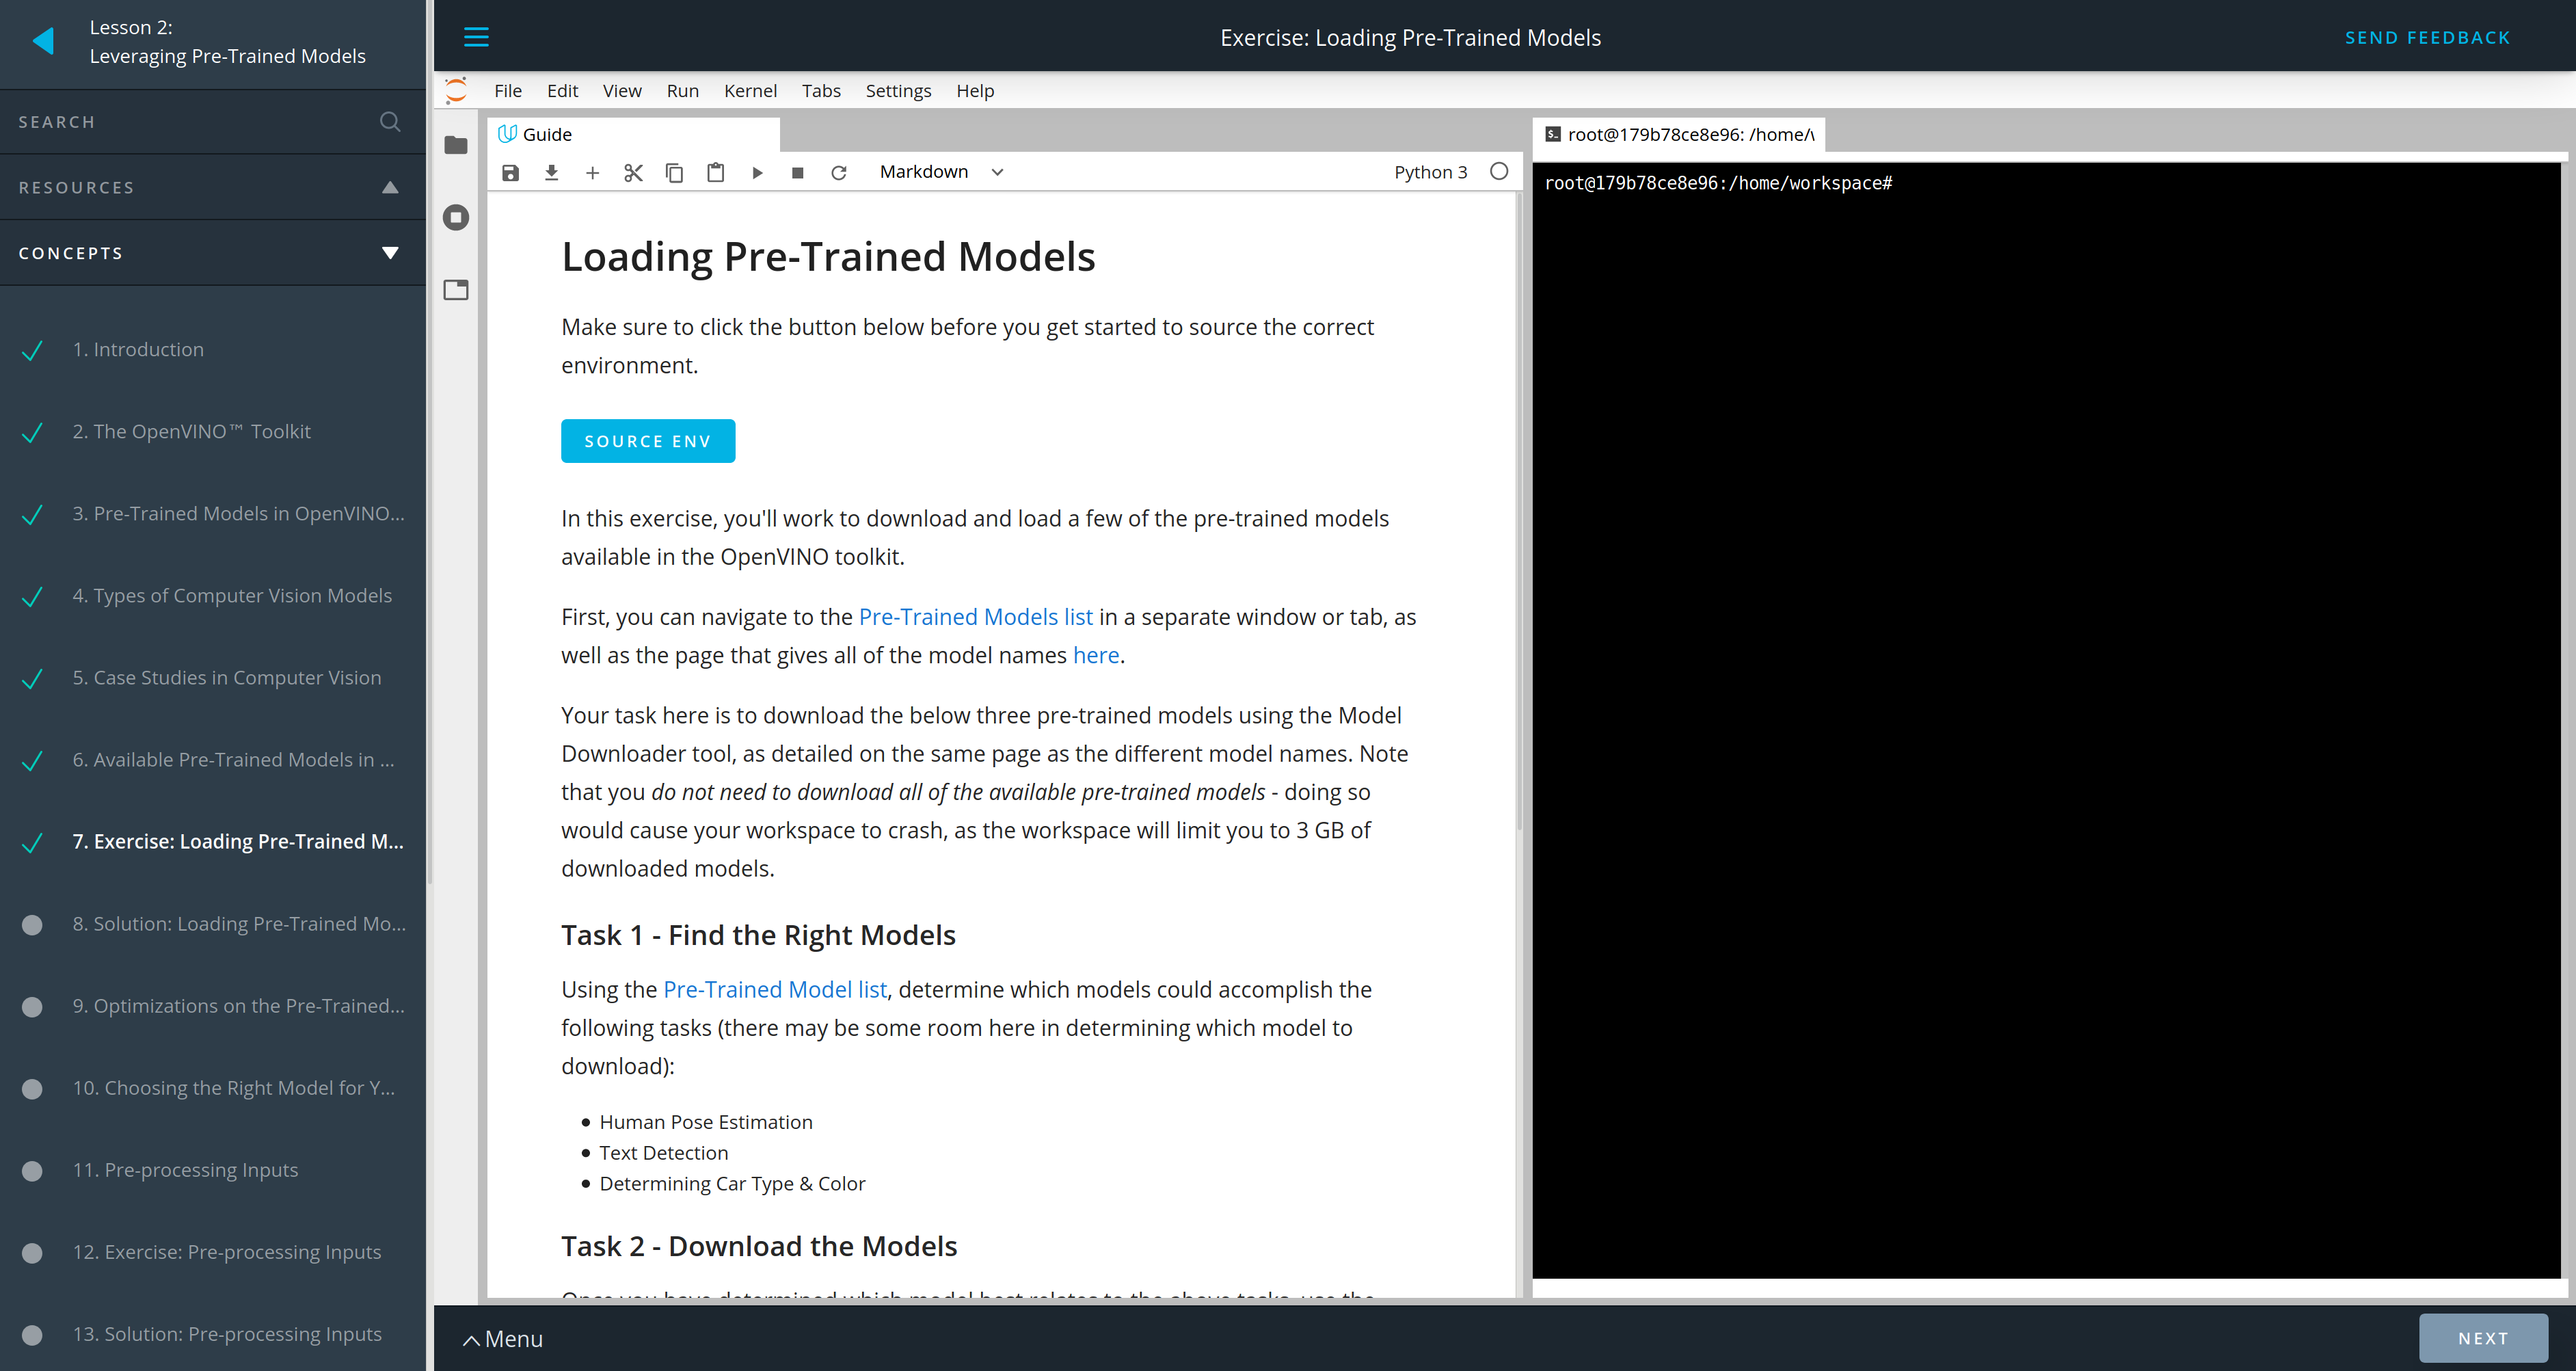 Lesson 2:
Leveraging Pre-Trained Models
SEARCH
RESOURCES
CONCEPTS
1. Introduction
2. The OpenVINO™ Toolkit
3. Pre-Trained Models in OpenVINO...
4. Types of Computer Vision Models
5. Case Studies in Computer Vision
6. Available Pre-Trained Models in ...
7. Exercise: Loading Pre-Trained M...
8. Solution: Loading Pre-Trained Mo...
9. Optimizations on the Pre-Trained...
10. Choosing the Right Model for Y...
11. Pre-processing Inputs
12. Exercise: Pre-processing Inputs
13. Solution: Pre-processing Inputs
Exercise: Loading Pre-Trained Models
SEND FEEDBACK
File Edit View Run Kernel Tabs Settings Help
Guide
Markdown
Python 3
Loading Pre-Trained Models
Make sure to click the button below before you get started to source the correct
environment.
SOURCE ENV
In this exercise, you'll work to download and load a few of the pre-trained models
available in the OpenVINO toolkit.
First, you can navigate to the Pre-Trained Models list in a separate window or tab, as
well as the page that gives all of the model names here.
Your task here is to download the below three pre-trained models using the Model
Downloader tool, as detailed on the same page as the different model names. Note
that you do not need to download all of the available pre-trained models - doing so
would cause your workspace to crash, as the workspace will limit you to 3 GB of
downloaded models.
Task 1 - Find the Right Models
Using the Pre-Trained Model list, determine which models could accomplish the
following tasks (there may be some room here in determining which model to
download):
• Human Pose Estimation
• Text Detection
• Determining Car Type & Color
Task 2 - Download the Models
Once you have determined which model best relates to the above tasks, use the
root@179b78ce8e96: /home/
root@179b78ce8e96:/home/workspace#
Menu
NEXT